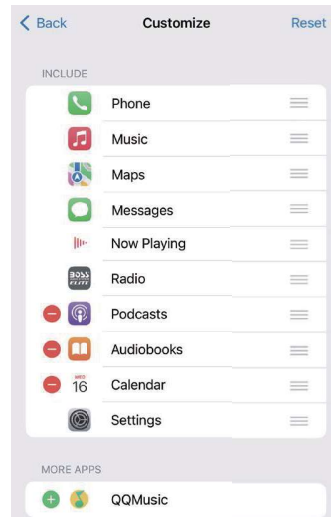 Back Customize Reset
INCLUDE
Phone
Music
Maps
Messages
Now Playing
BOSS
ELITE
Radio
Podcasts
Audiobooks
WED
16
Calendar
Settings
MORE APPS
QQMusic